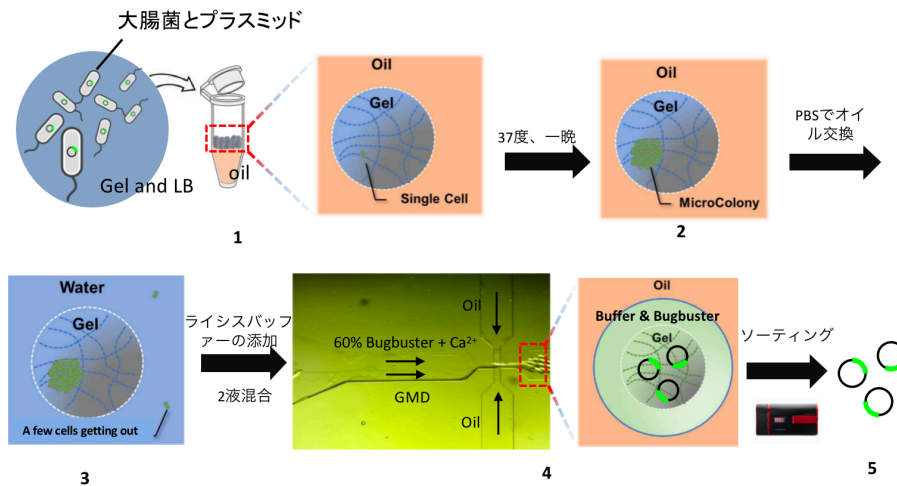 大腸菌とプラスミッド
Gel and LB
oil
1
Oil
Gel
Single Cell
37度、一晩
Oil
Gel
MicroColony
2
PBSでオイ
ル交換
Water
Gel
A few cells getting out
3
ライシスバッフ
ァーの添加
2液混合
Oil
60% Bugbuster + Ca²⁺
GMD
Oil
4
Oil
Buffer & Bugbuster
Gel
ソーティング
5